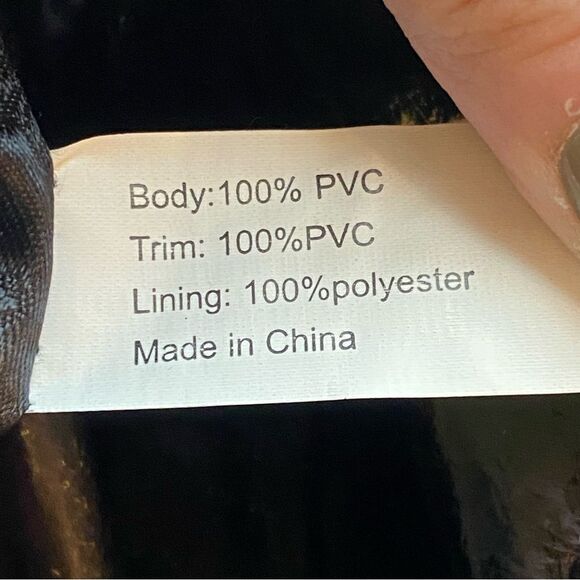 Body:100% PVC
Trim: 100%PVC
Lining: 100%polyester
Made in China